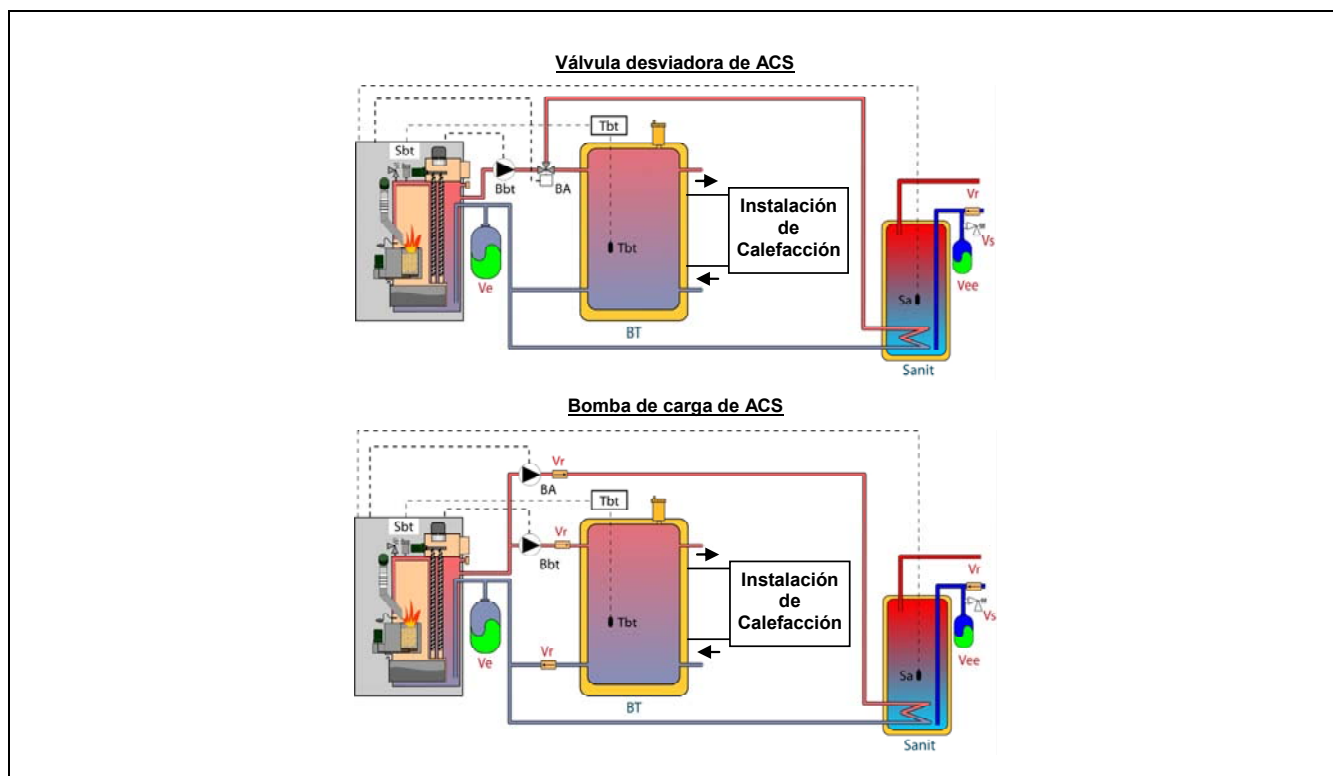 Válvula desviadora de ACS
Tbt
Sbt
Bbt
BA
Instalación
de
Calefacción
Tbt
Vr
Vs
Ve
Sa
Vee
BT
Sanit
Bomba de carga de ACS
Vr
BA
Tbt
Sbt
Vr
Bbt
Instalación
de
Calefacción
Vr
Tbt
Vs
Vr
Ve
Sa
Vee
BT
Sanit